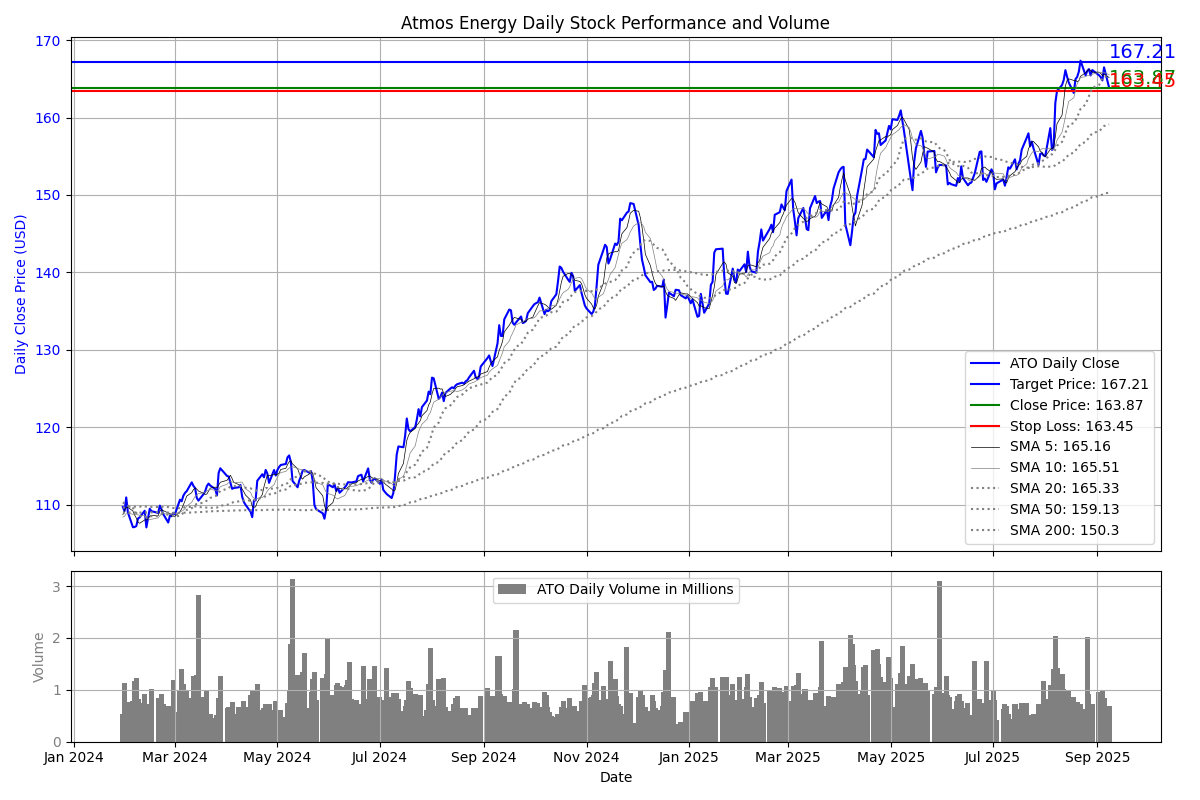 Atmos Energy Daily Stock Performance and Volume
170
160
150
140
130
120
110
Daily Close Price (USD)
167.21
163.87
163.45
ATO Daily Close
Target Price: 167.21
Close Price: 163.87
Stop Loss: 163.45
SMA 5: 165.16
SMA 10: 165.51
SMA 20: 165.33
SMA 50: 159.13
SMA 200: 150.3
ATO Daily Volume in Millions
3
2
1
0
Volume
Jan 2024 Mar 2024 May 2024 Jul 2024 Sep 2024 Nov 2024 Jan 2025 Mar 2025 May 2025 Jul 2025 Sep 2025
Date